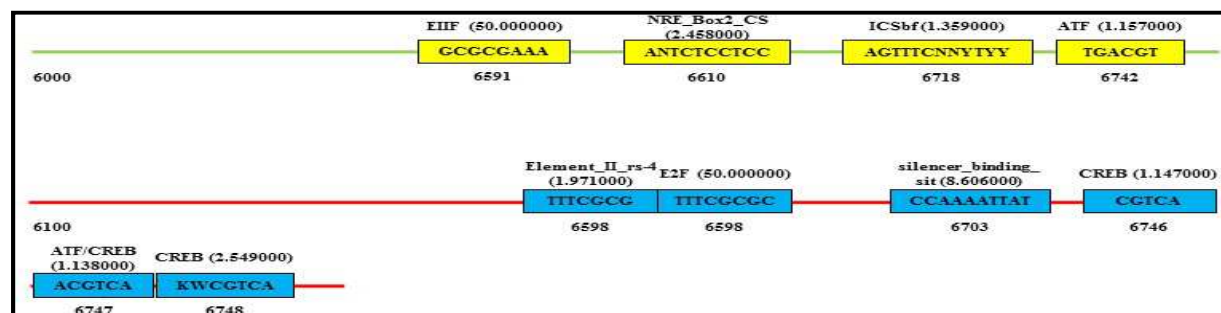 EIIF (50.000000)
NRE_Box2_CS
(2.458000)
ICSbf (1.359000)
ATF (1.157000)
GCGCGAAA
ANTCTCCTCC
AGTTTCNNYTYY
TGACGT
6000
6591
6610
6718
6742
Element_II_rs-4
(1.971000)
E2F (50.000000)
silencer_binding_
sit (8.606000)
CREB (1.147000)
TTTCGCG
TTTCGCGC
CCAAAATTAT
CGTCA
6100
6598
6598
6703
6746
ATF/CREB
(1.138000)
CREB (2.549000)
ACGTCA
KWCGTCA
6747
6748